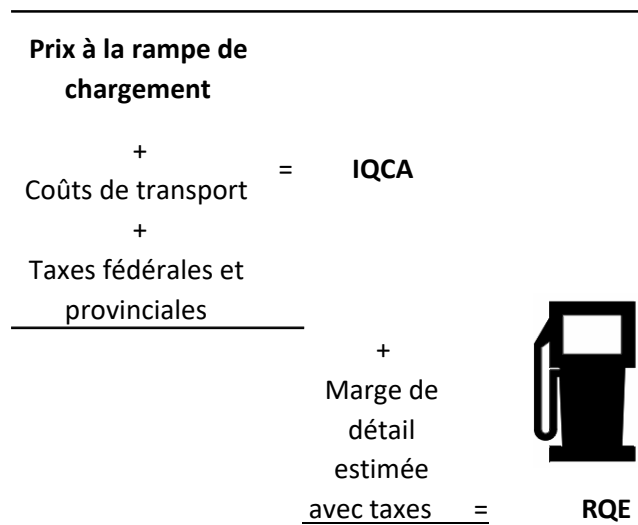 Prix à la rampe de
chargement
+
Coûts de transport
+
Taxes fédérales et
provinciales
= IQCA
+
Marge de
détail
estimée
avec taxes = RQE